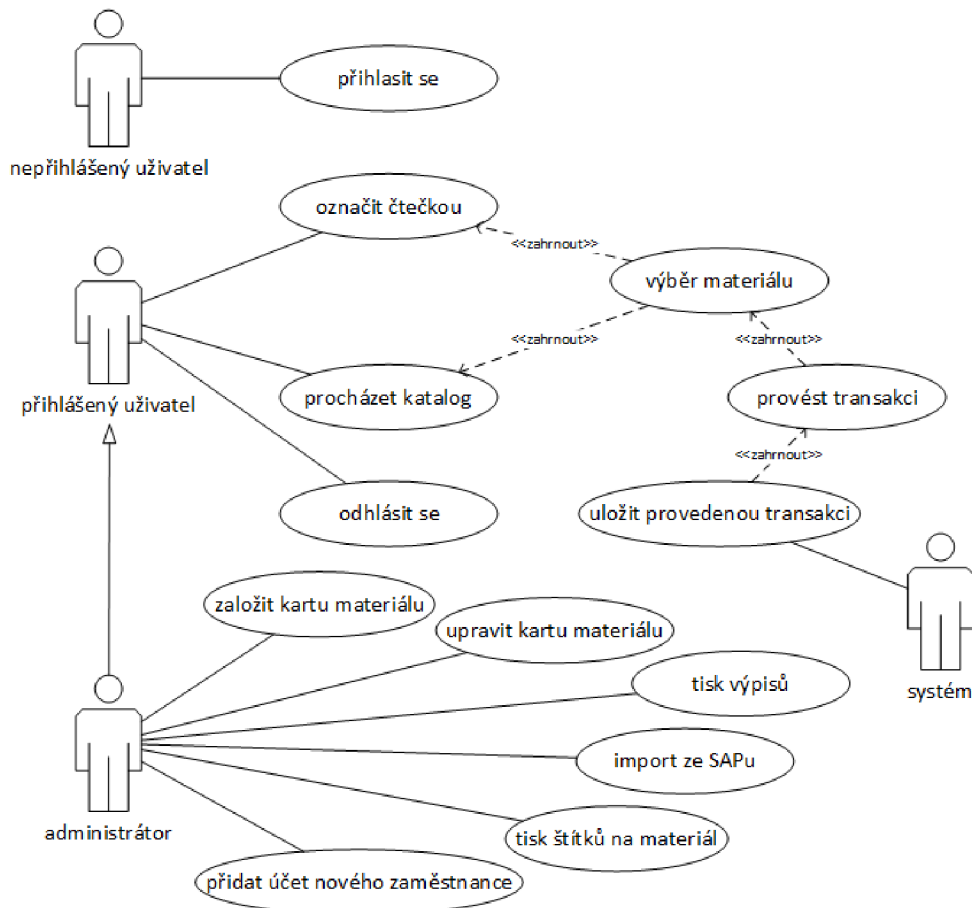 přihlasit se
nepřihlášený uživatel
označit čtečkou
<<zahrnout>>
výběr materiálu
<<zahrnout>>
<<zahrnout>>
přihlášený uživatel
procházet katalog
provést transakci
<<zahrnout>>
odhlásit se
uložit provedenou transakci
založit kartu materiálu
upravit kartu materiálu
tisk výpisů
systém
import ze SAPu
administrátor
tisk štítků na materiál
přidat účet nového zaměstnance